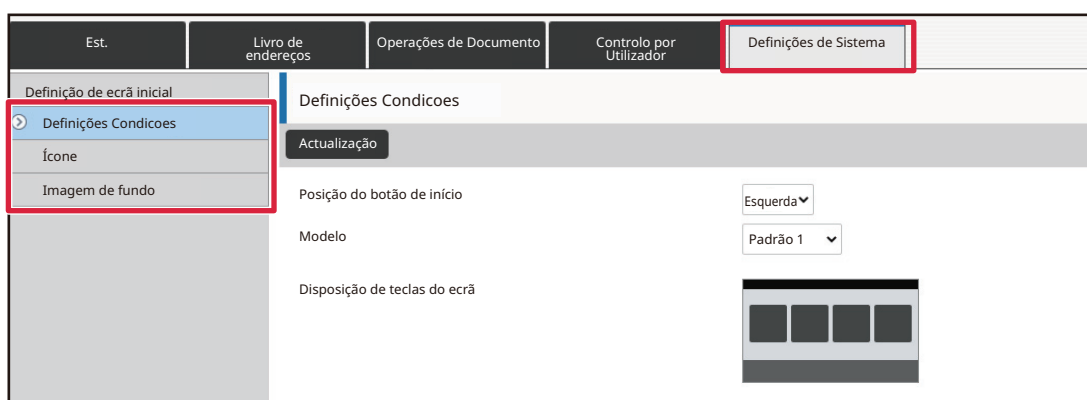 Est.
Livro de
endereços
Operações de Documento
Controlo por
Utilizador
Definições de Sistema
Definição de ecrã inicial
Definições Condicoes
Ícone
Imagem de fundo
Definições Condicoes
Actualização
Posição do botão de início
Esquerda
Modelo
Padrão 1
Disposição de teclas do ecrã